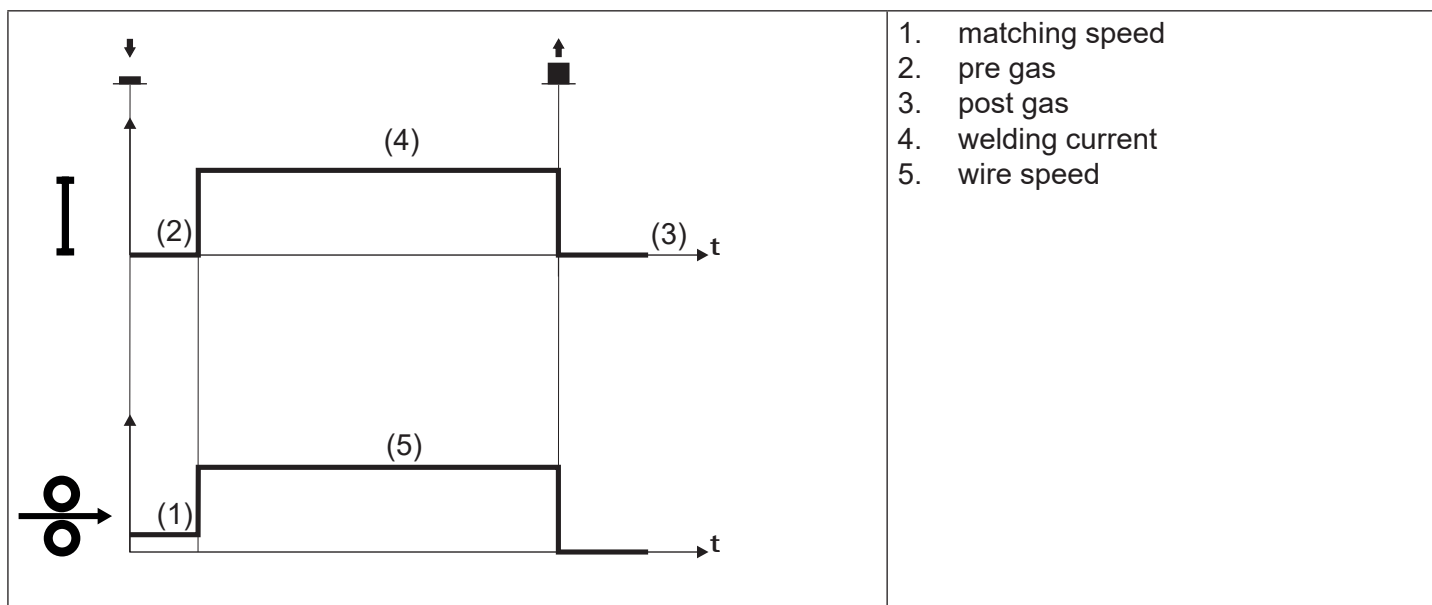 (4)
(2)
(3)
t
(5)
(1)
t
1. matching speed
2. pre gas
3. post gas
4. welding current
5. wire speed